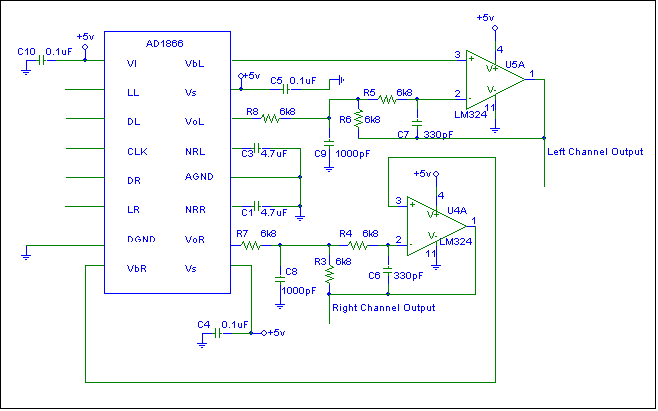 +5v
C10 0.1uF
AD1866
VI VbL
LL Vs
DL VoL
CLK NRL
DR AGND
LR NRR
DGND VoR
VbR Vs
+5v
C5 0.1uF
R8 6k8
R5 6k8
R6 6k8
C7 330pF
C9 1000pF
C3 4.7uF
C1 4.7uF
+5v
3 + V+ 4
U5A
1
2 - V- 11
LM324
Left Channel Output
+5v
3 + V+ 4
U4A
1
2 - V- 11
LM324
R7 6k8
R4 6k8
R3 6k8
C8 1000pF
C6 330pF
Right Channel Output
C4 0.1uF
+5v